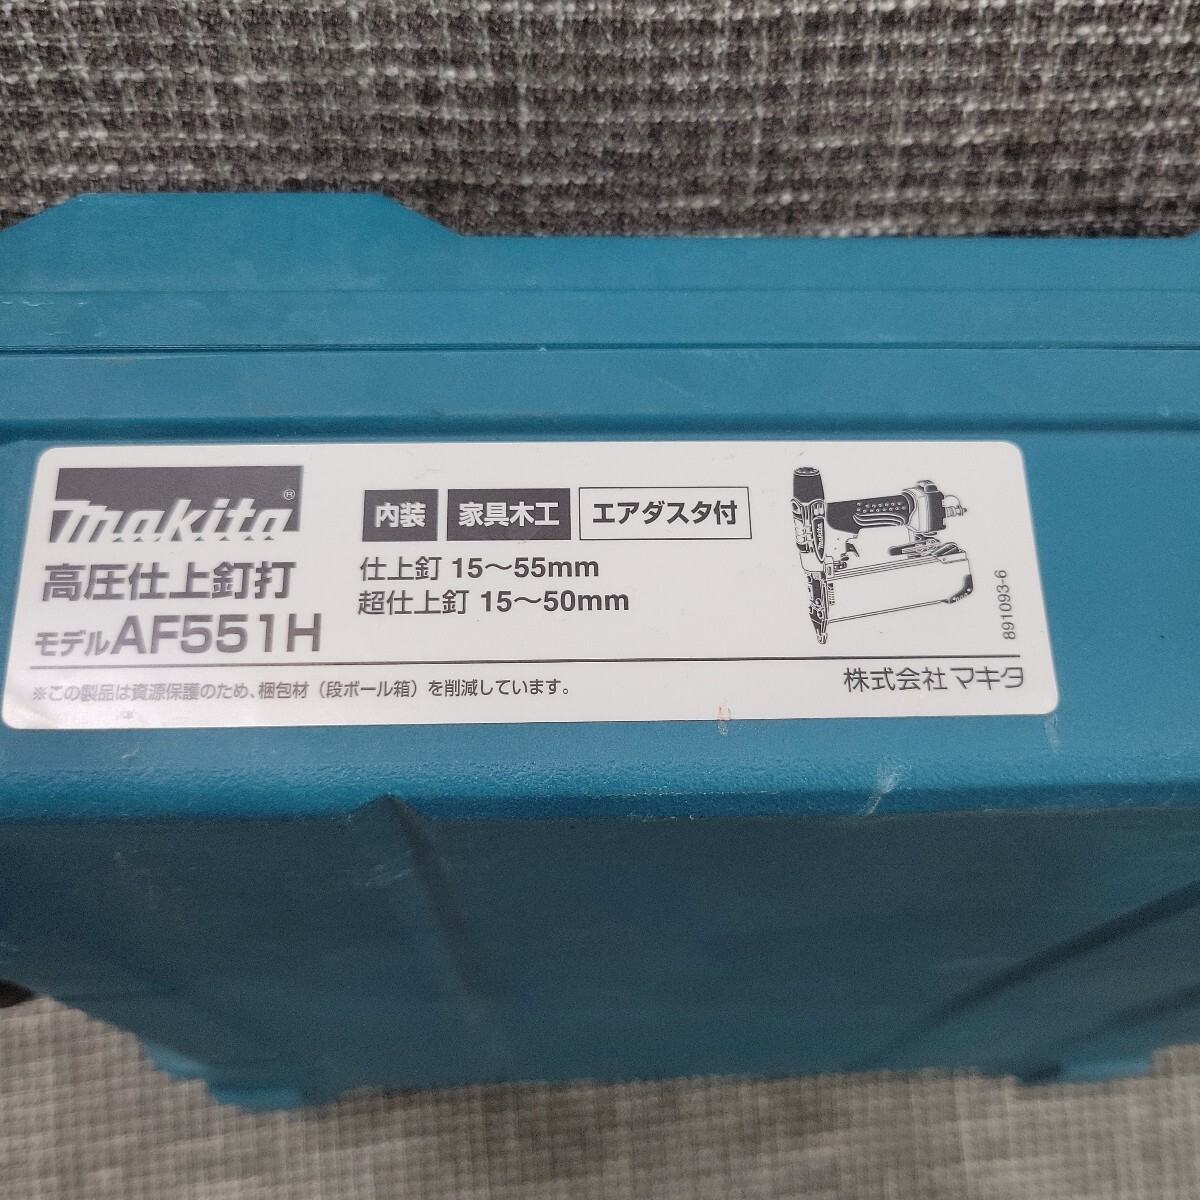 makita®
高圧仕上釘打
モデルAF551H
内装 家具木工 エアダスタ付
仕上釘 15〜55mm
超仕上釘 15〜50mm
makita
891093-6
※この製品は資源保護のため、梱包材（段ボール箱）を削減しています。
株式会社 マキタ